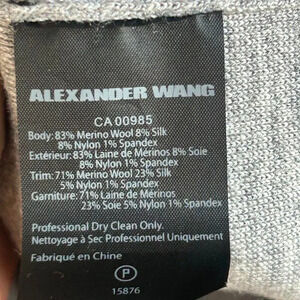 ALEXANDER WANG
CA 00985
Body: 83% Merino Wool 8% Silk
8% Nylon 1% Spandex
Extérieur: 83% Laine de Mérinos 8% Soie
8% Nylon 1% Spandex
Trim: 71% Merino Wool 23% Silk
5% Nylon 1% Spandex
Garniture: 71% Laine de Mérinos
23% Soie 5% Nylon 1% Spandex
Professional Dry Clean Only.
Nettoyage à Sec Professionnel Uniquement
Fabriqué en Chine
P
15876